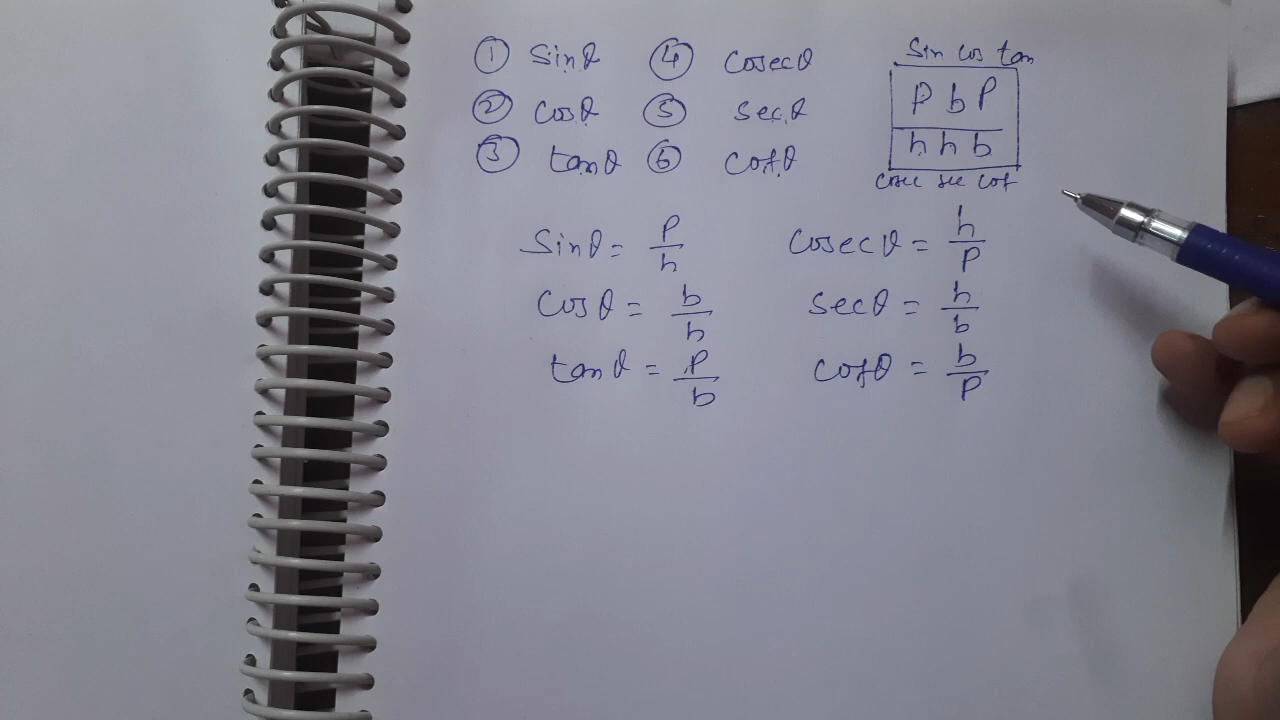 ① sinθ ④ cosecθ
② cosθ ⑤ secθ
③ tanθ ⑥ cotθ
sin cos tan
P b P
h h b
cosec sec cot
sinθ = P/h cosecθ = h/P
cosθ = b/h secθ = h/b
tanθ = P/b cotθ = b/P